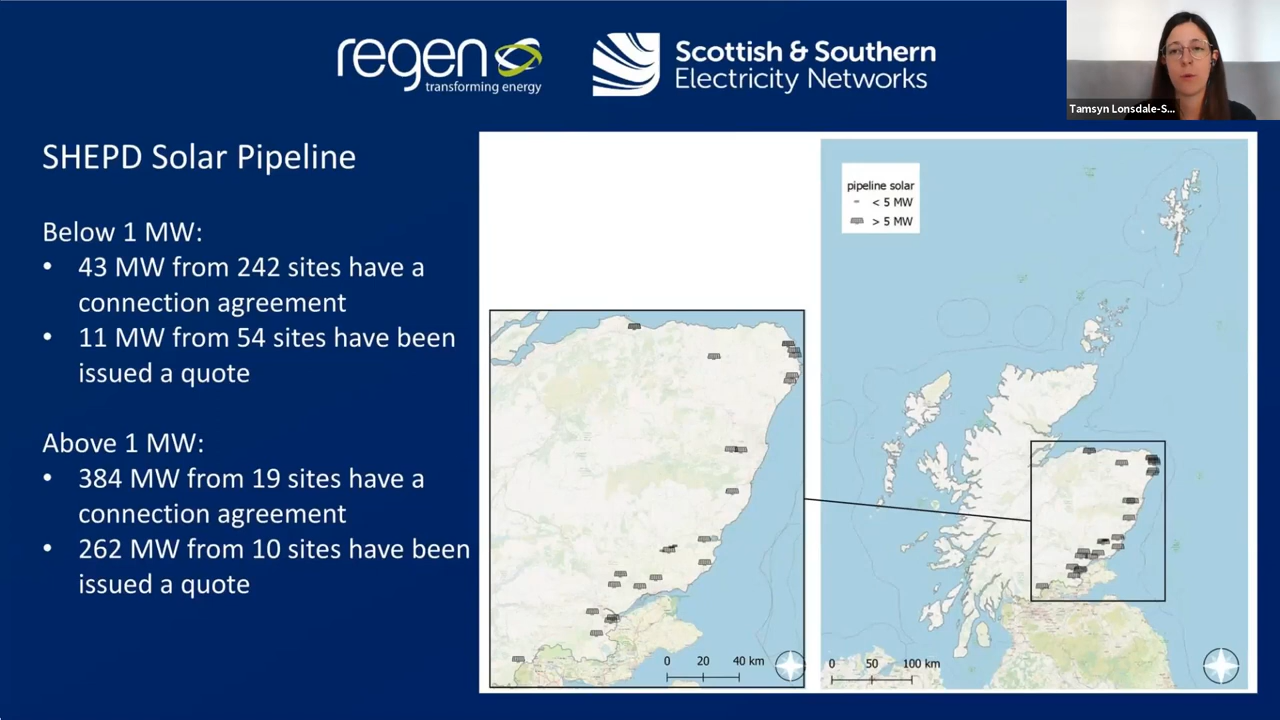 regen
transforming energy
Scottish & Southern
Electricity Networks
Tamsyn Lonsdale-S...
SHEPD Solar Pipeline
Below 1 MW:
• 43 MW from 242 sites have a
connection agreement
• 11 MW from 54 sites have been
issued a quote
Above 1 MW:
• 384 MW from 19 sites have a
connection agreement
• 262 MW from 10 sites have been
issued a quote
pipeline solar
< 5 MW
> 5 MW
0 20 40 km
0 50 100 km